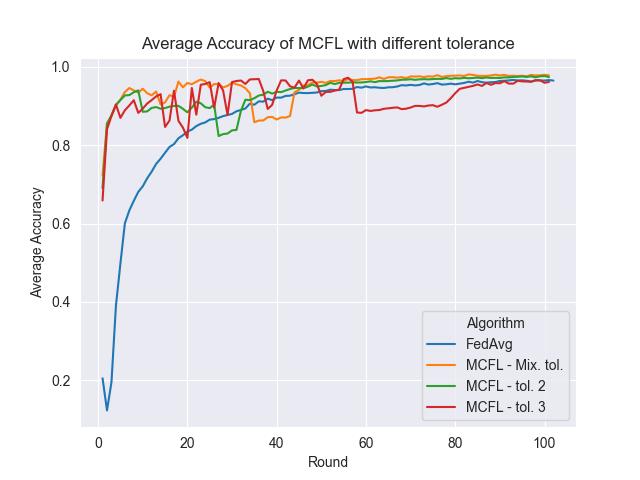 Average Accuracy of MCFL with different tolerance
1.0
0.8
0.6
0.4
0.2
Average Accuracy
0
20
40
60
80
100
Round
Algorithm
FedAvg
MCFL - Mix. tol.
MCFL - tol. 2
MCFL - tol. 3